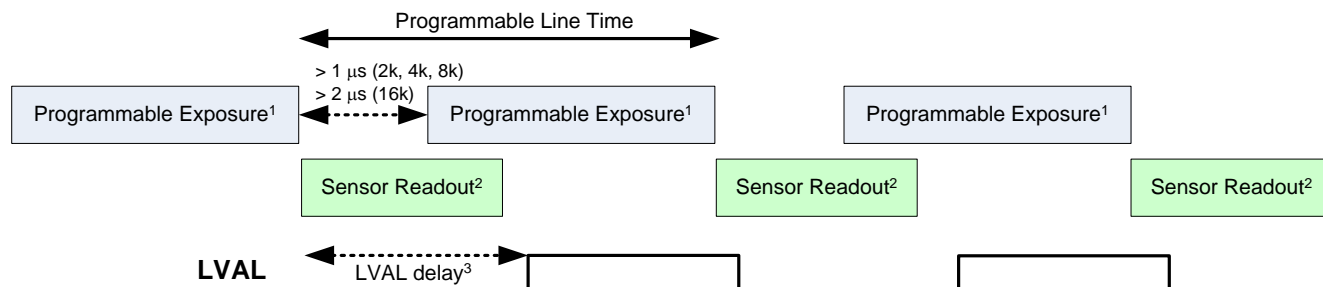 Programmable Line Time
> 1 μs (2k, 4k, 8k)
> 2 μs (16k)
Programmable Exposure¹
Programmable Exposure¹
Programmable Exposure¹
Sensor Readout²
Sensor Readout²
Sensor Readout²
LVAL
LVAL delay³